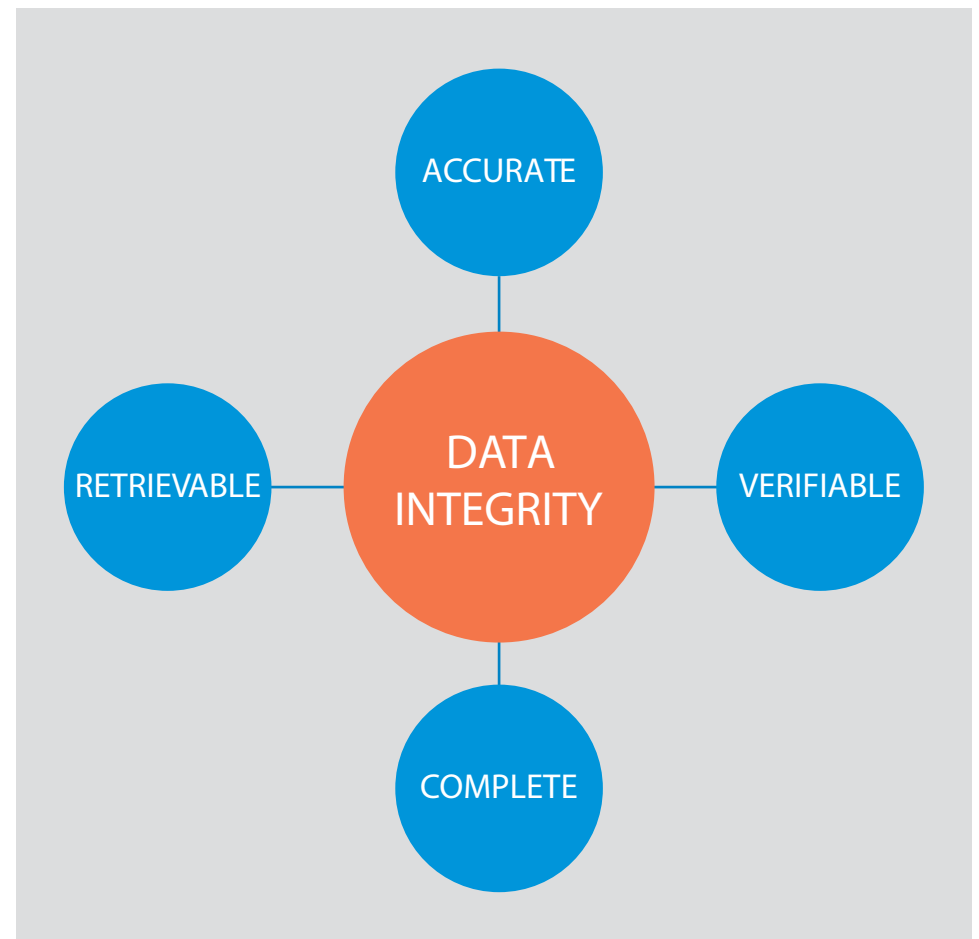 ACCURATE
RETRIEVABLE
DATA
INTEGRITY
VERIFIABLE
COMPLETE